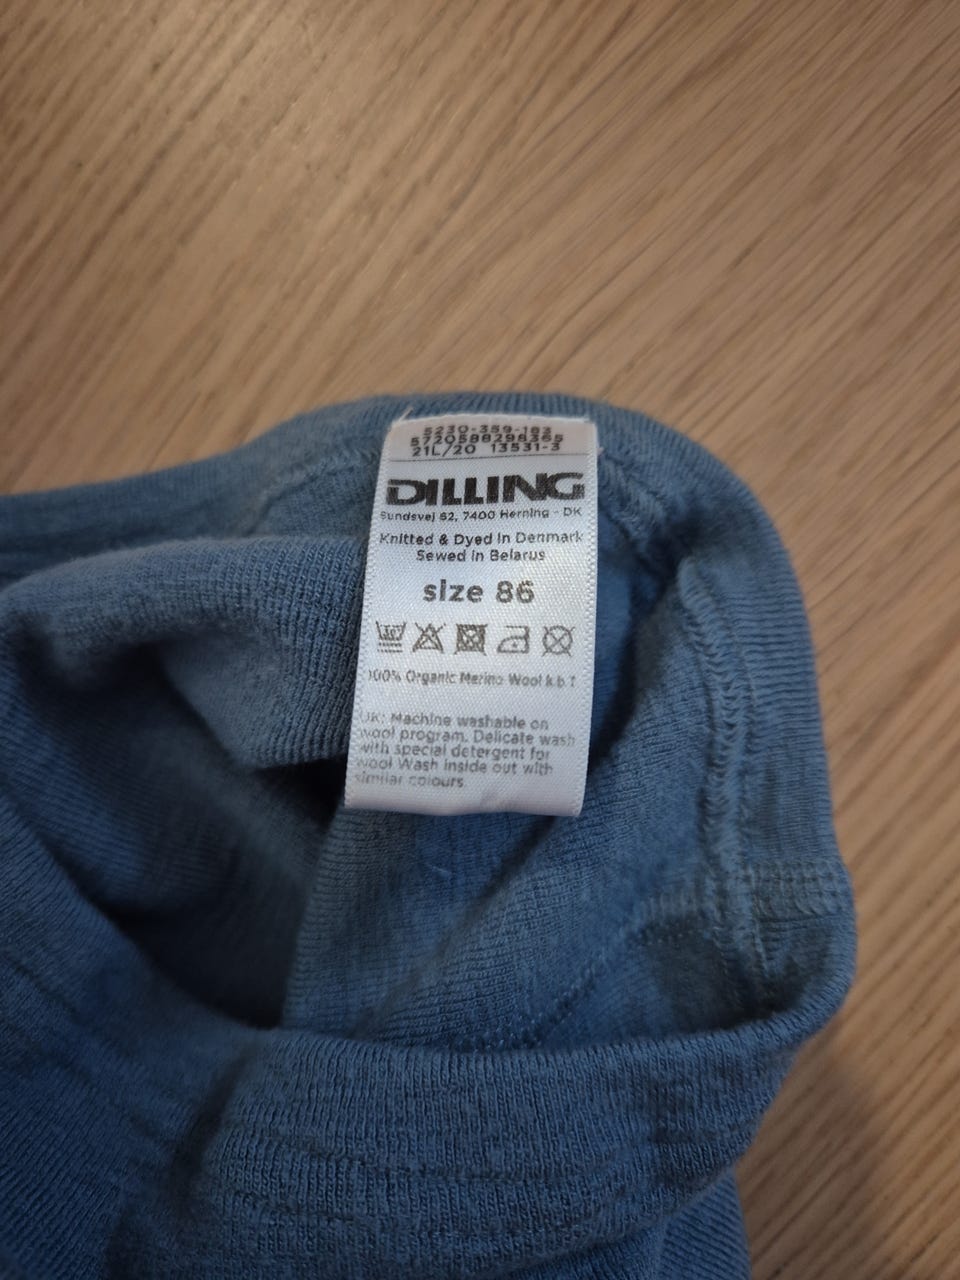 5230-359-183
5720588298365
21L/20 13531-3
DILLING
Sundsvej 62, 7400 Herning - DK
Knitted & Dyed in Denmark
Sewed in Belarus
size 86
100% Organic Merino Wool k.b.T
UK: Machine washable on
wool program. Delicate wash
with special detergent for
wool Wash inside out with
similar colours.